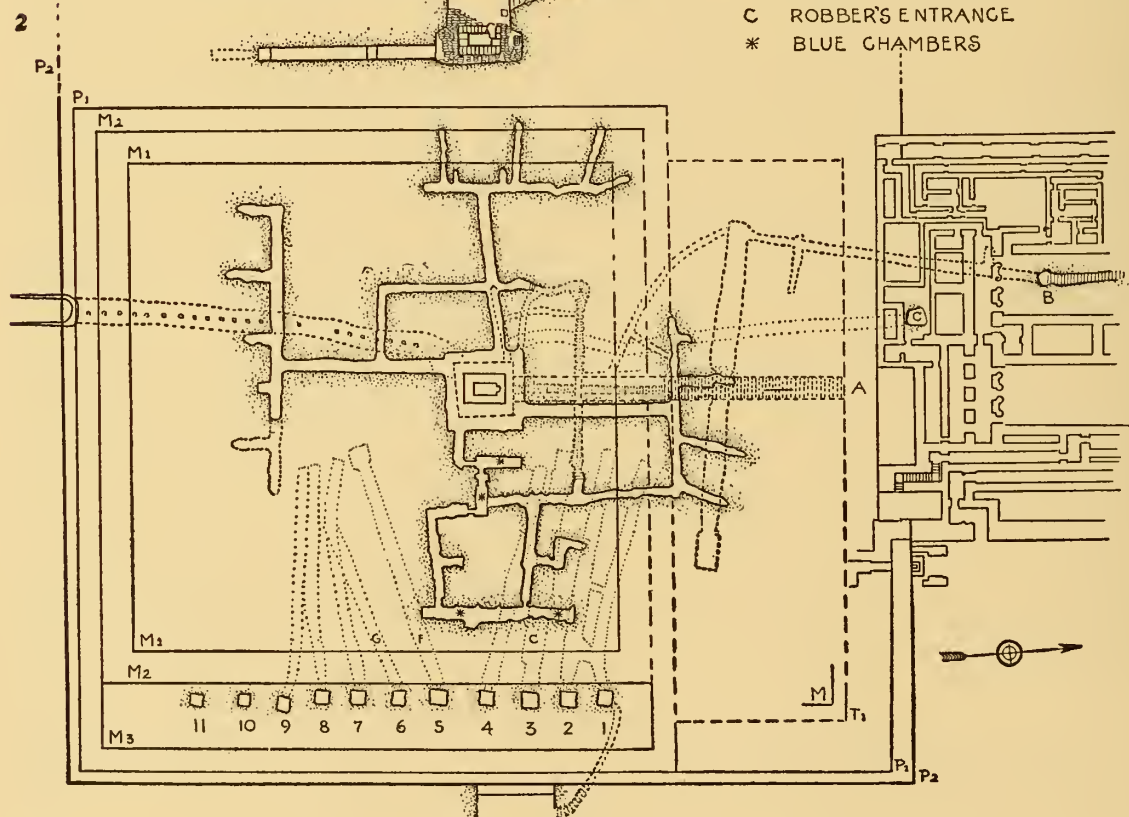 2
C ROBBER'S ENTRANCE
* BLUE CHAMBERS
P2
P1
M2
M1
B
C
A
*
*
M1
G F C
* *
M2
M
T1
11 10 9 8 7 6 5 4 3 2 1
M3
P1
P2